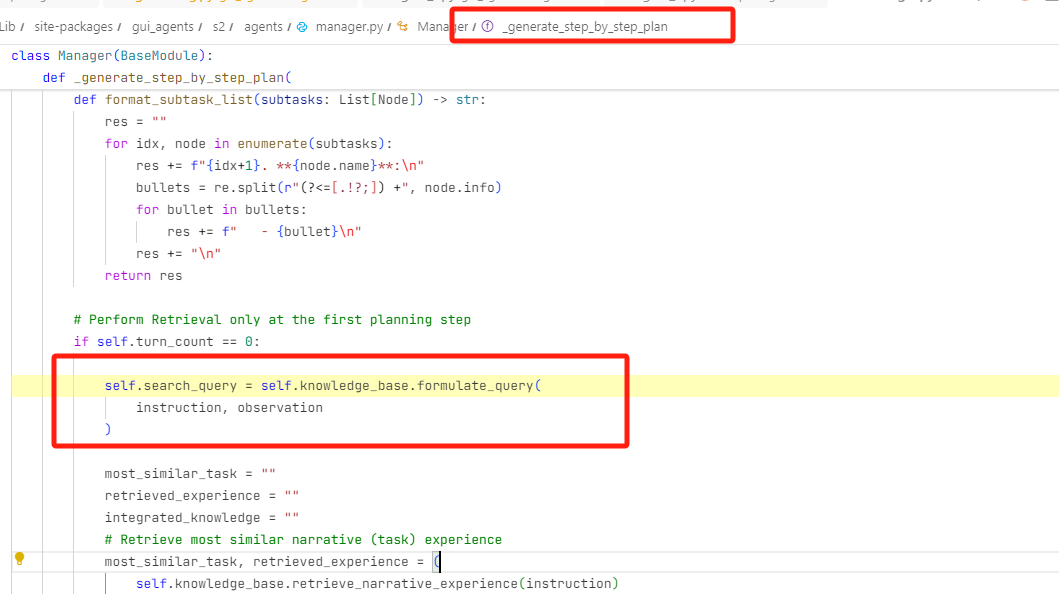 Lib / site-packages / gui_agents / s2 / agents / manager.py / Manager / _generate_step_by_step_plan
class Manager(BaseModule):
    def _generate_step_by_step_plan(
        def format_subtask_list(subtasks: List[Node]) -> str:
            res = ""
            for idx, node in enumerate(subtasks):
                res += f"{idx+1}. **{node.name}**:\n"
                bullets = re.split(r"(?<=[.!?;]) +", node.info)
                for bullet in bullets:
                    res += f"   - {bullet}\n"
                res += "\n"
            return res
        # Perform Retrieval only at the first planning step
        if self.turn_count == 0:
            self.search_query = self.knowledge_base.formulate_query(
                instruction, observation
            )
            most_similar_task = ""
            retrieved_experience = ""
            integrated_knowledge = ""
            # Retrieve most similar narrative (task) experience
            most_similar_task, retrieved_experience = (
                self.knowledge_base.retrieve_narrative_experience(instruction)